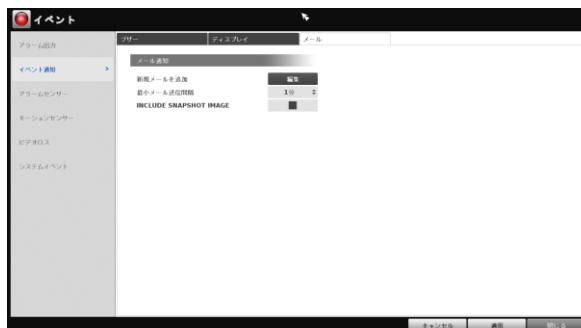 イベント
ブザー ディスプレイ メール
アラーム出力
イベント通知 >
アラームセンサー
モーションセンサー
ビデオロス
システムイベント
メール通知
新規メールを追加 編集
最小メール送信間隔 1分
INCLUDE SNAPSHOT IMAGE
キャンセル 適用 閉じる